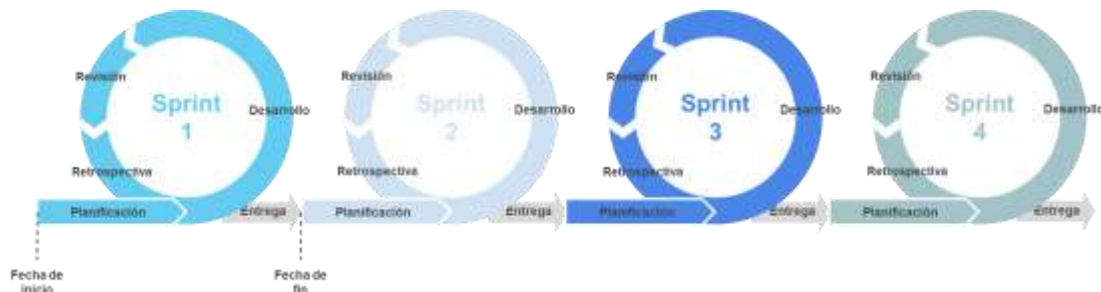 Revisión
Sprint
1
Desarrollo
Retrospectiva
Planificación
Entrega
Revisión
Sprint
2
Desarrollo
Retrospectiva
Planificación
Entrega
Revisión
Sprint
3
Desarrollo
Retrospectiva
Planificación
Entrega
Revisión
Sprint
4
Desarrollo
Retrospectiva
Planificación
Entrega
Fecha de
inicio
Fecha de
fin